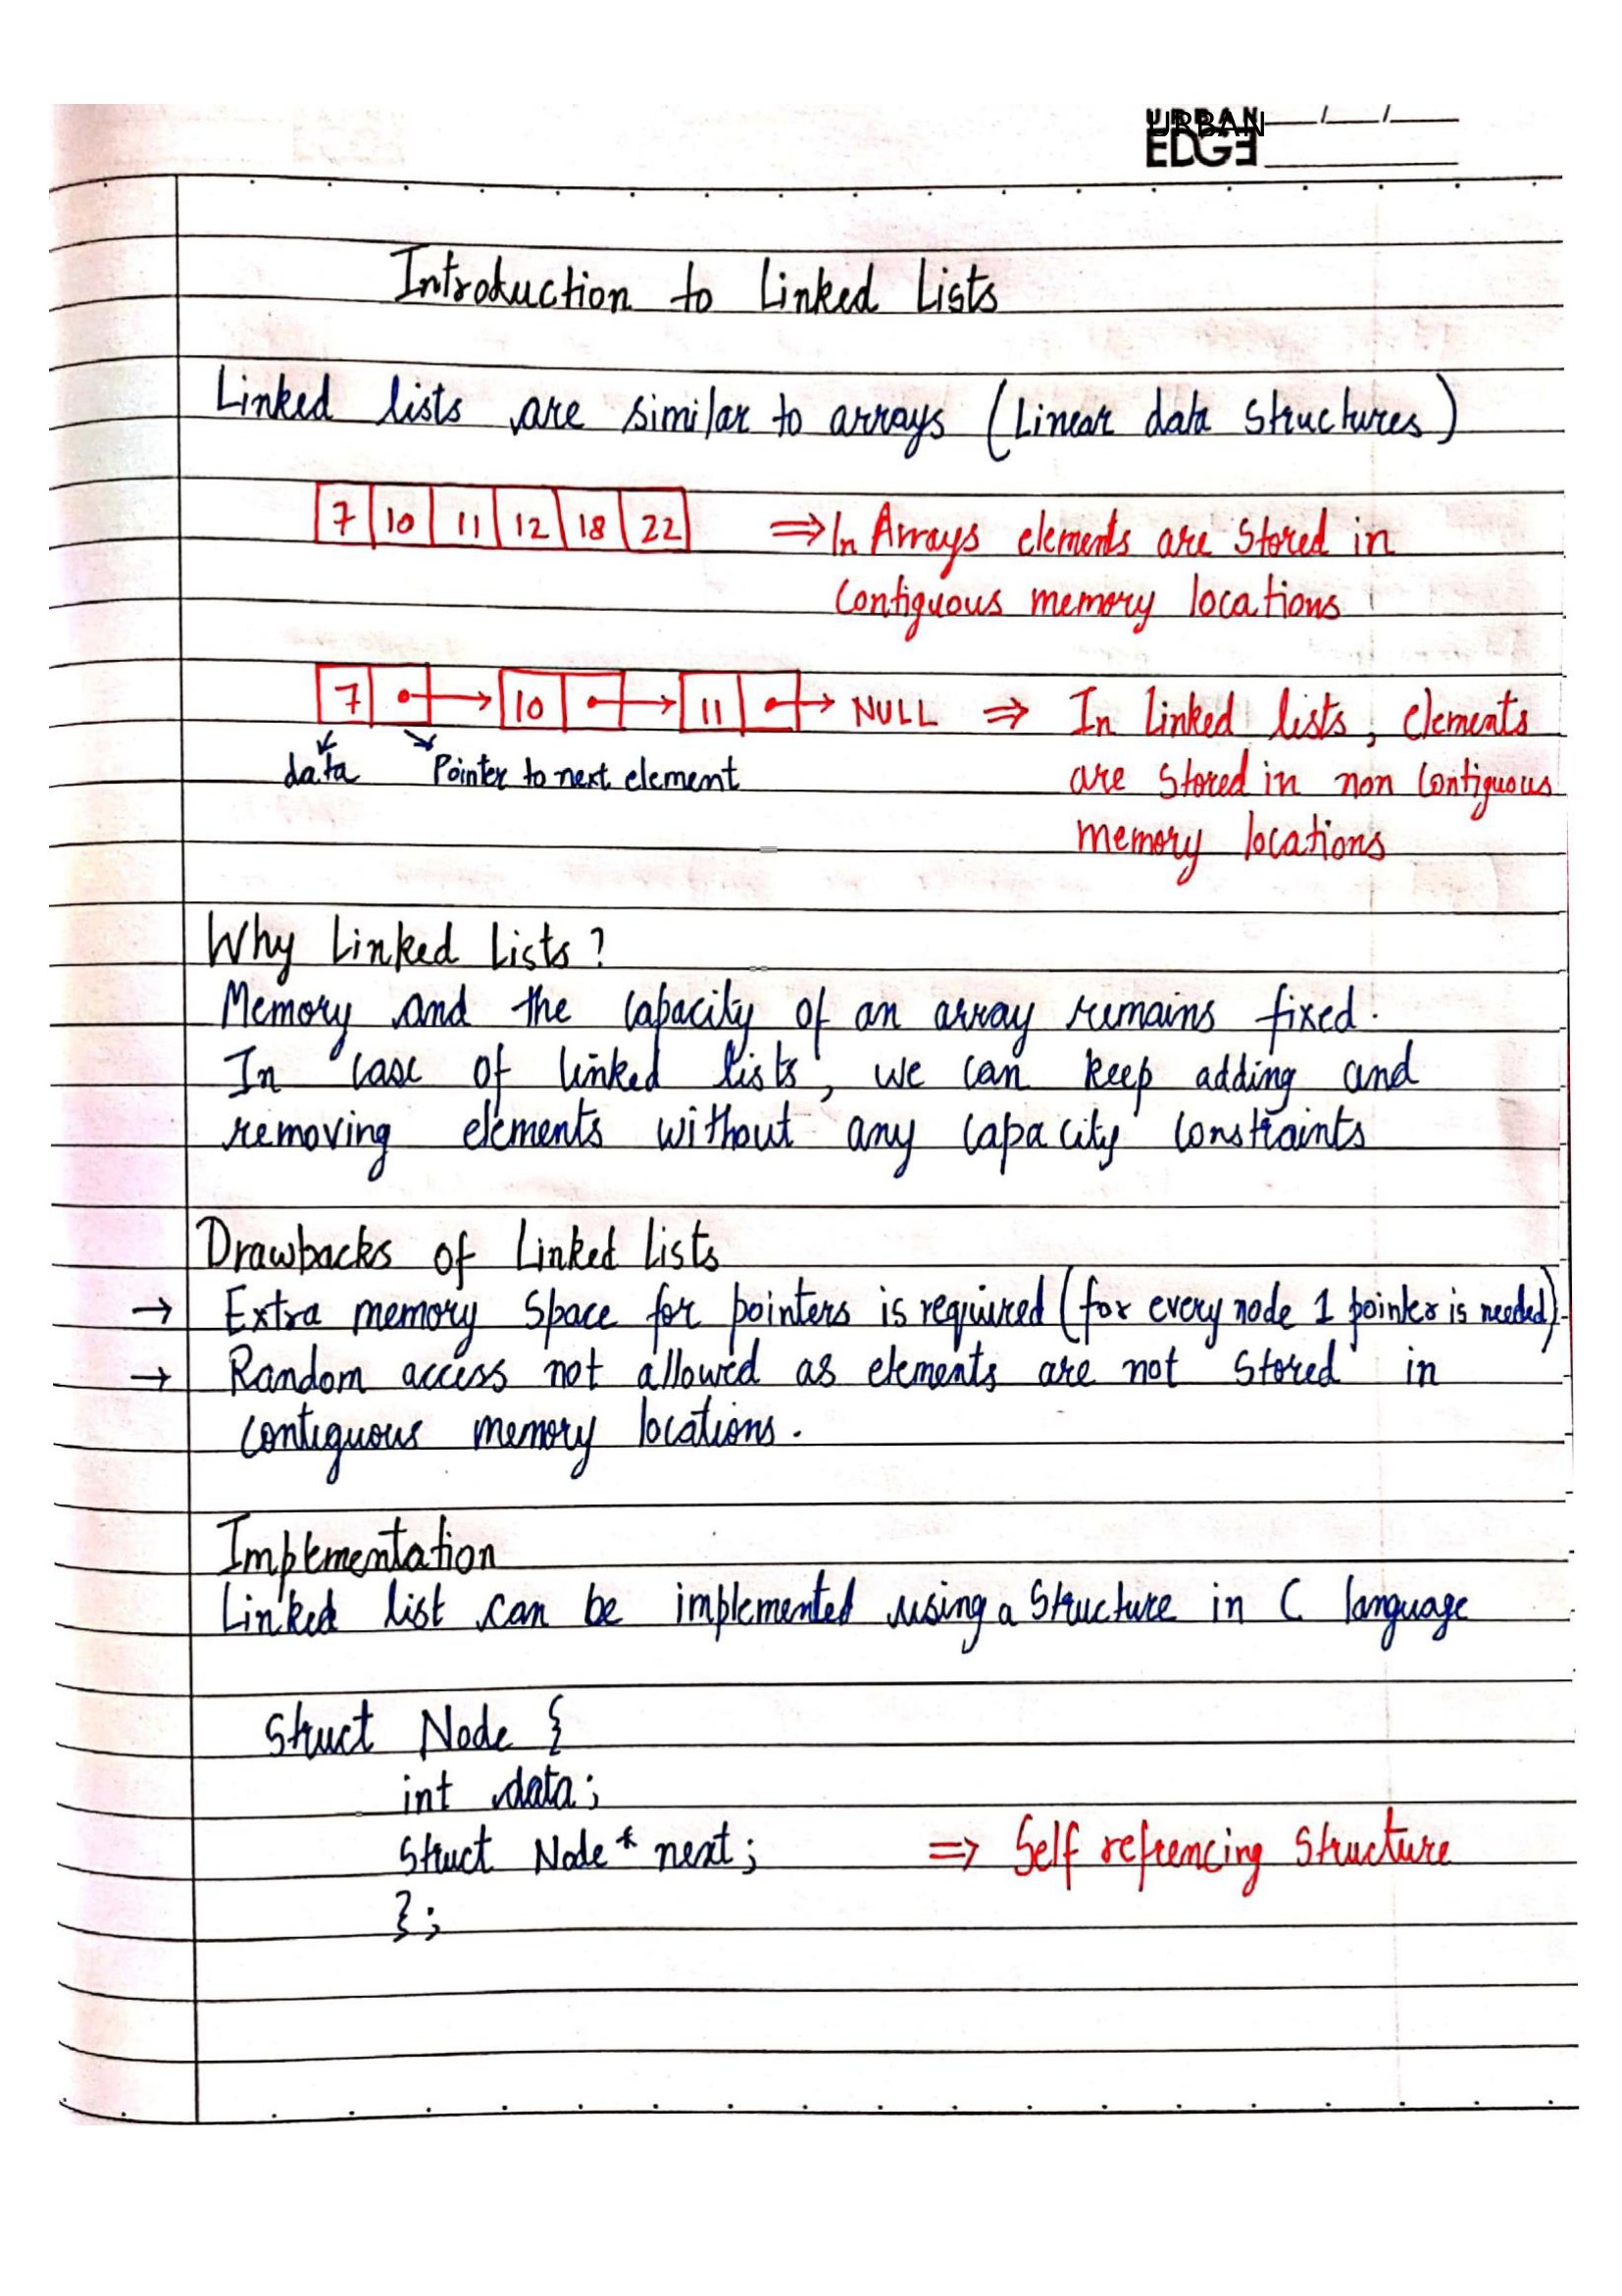 URBAN
EDGE
Introduction to Linked Lists
Linked lists are similar to arrays (Linear data structures)
7 10 11 12 18 22 ⇒ In Arrays elements are stored in
Contiguous memory locations
7 → 10 → 11 → NULL ⇒ In linked lists, elements
data Pointer to next element are stored in non contiguous
memory locations
Why Linked Lists?
Memory and the capacity of an array remains fixed.
In case of linked lists, we can keep adding and
removing elements without any capacity constraints
Drawbacks of Linked Lists
→ Extra memory space for pointers is required (for every node 1 pointer is needed)
→ Random access not allowed as elements are not stored in
contiguous memory locations.
Implementation
Linked list can be implemented using a structure in C language
Struct Node {
int data;
Struct Node* next; ⇒ Self refrencing structure
};